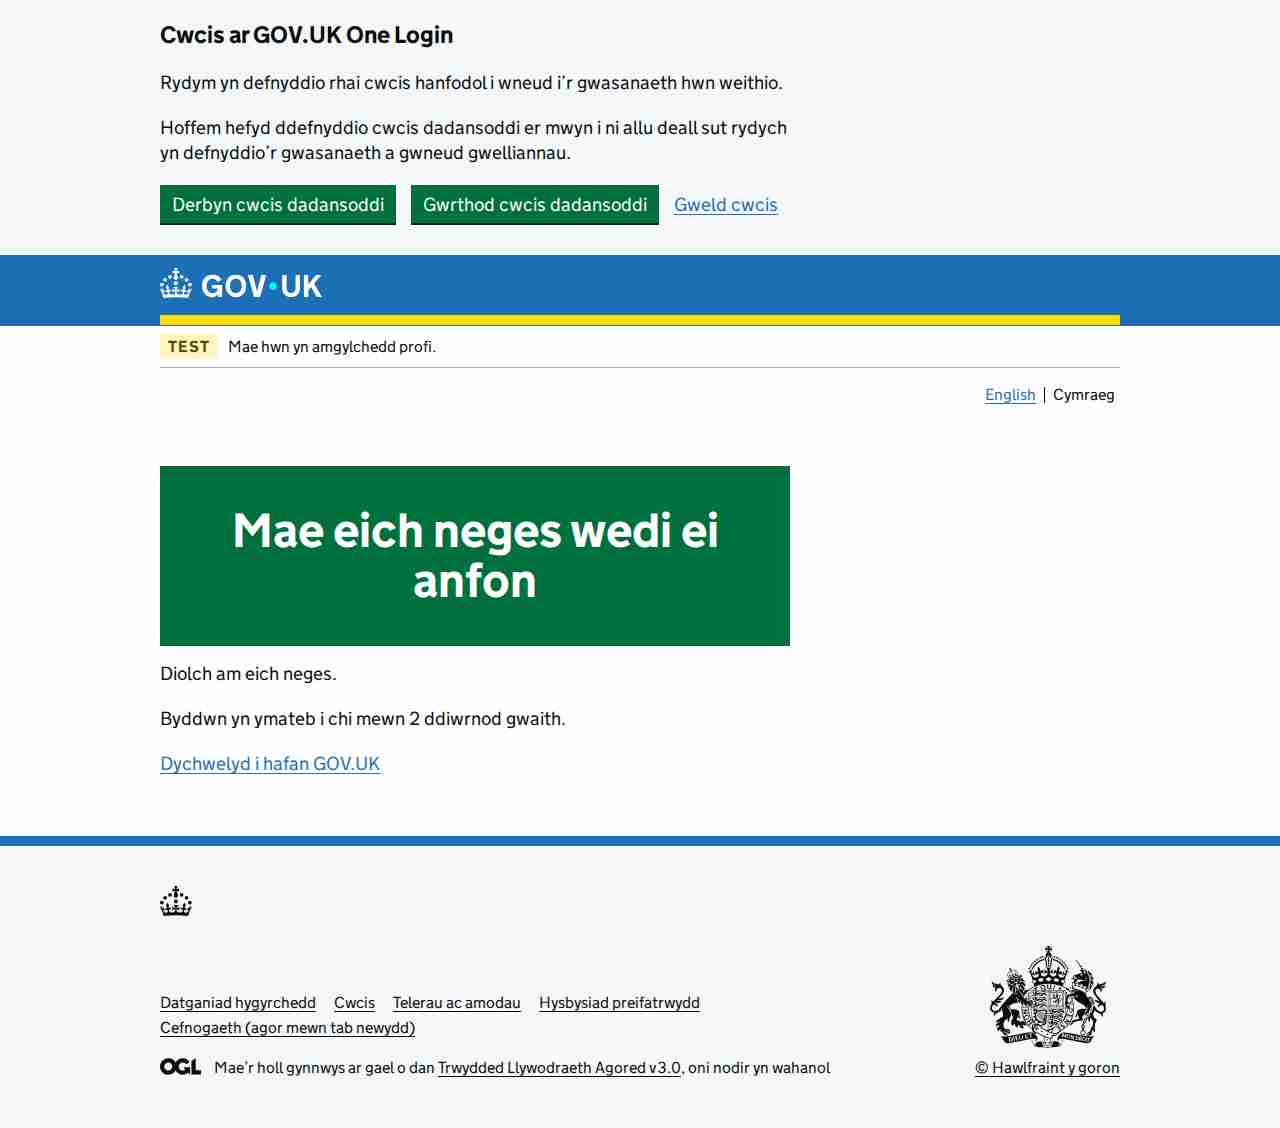 Cwcis ar GOV.UK One Login
Rydym yn defnyddio rhai cwcis hanfodol i wneud i’r gwasanaeth hwn weithio.
Hoffem hefyd ddefnyddio cwcis dadansoddi er mwyn i ni allu deall sut rydych
yn defnyddio’r gwasanaeth a gwneud gwelliannau.
Derbyn cwcis dadansoddi Gwrthod cwcis dadansoddi Gweld cwcis
GOV·UK
TEST Mae hwn yn amgylchedd profi.
English Cymraeg
Mae eich neges wedi ei
anfon
Diolch am eich neges.
Byddwn yn ymateb i chi mewn 2 ddiwrnod gwaith.
Dychwelyd i hafan GOV.UK
Datganiad hygyrchedd Cwcis Telerau ac amodau Hysbysiad preifatrwydd
Cefnogaeth (agor mewn tab newydd)
OGL Mae’r holl gynnwys ar gael o dan Trwydded Llywodraeth Agored v3.0, oni nodir yn wahanol
© Hawlfraint y goron